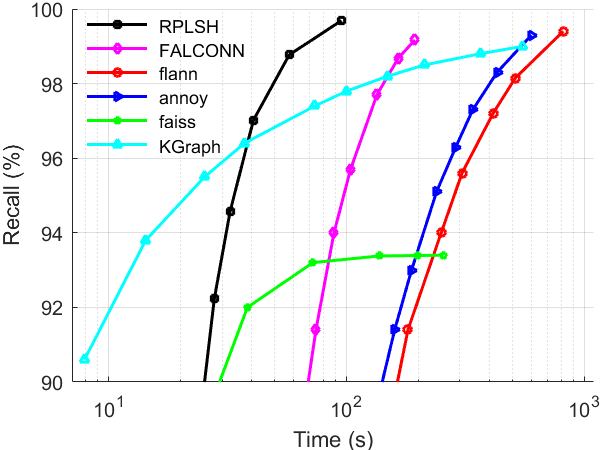 100
98
96
94
92
90
Recall (%)
RPLSH
FALCONN
flann
annoy
faiss
KGraph
10^1
10^2
10^3
Time (s)